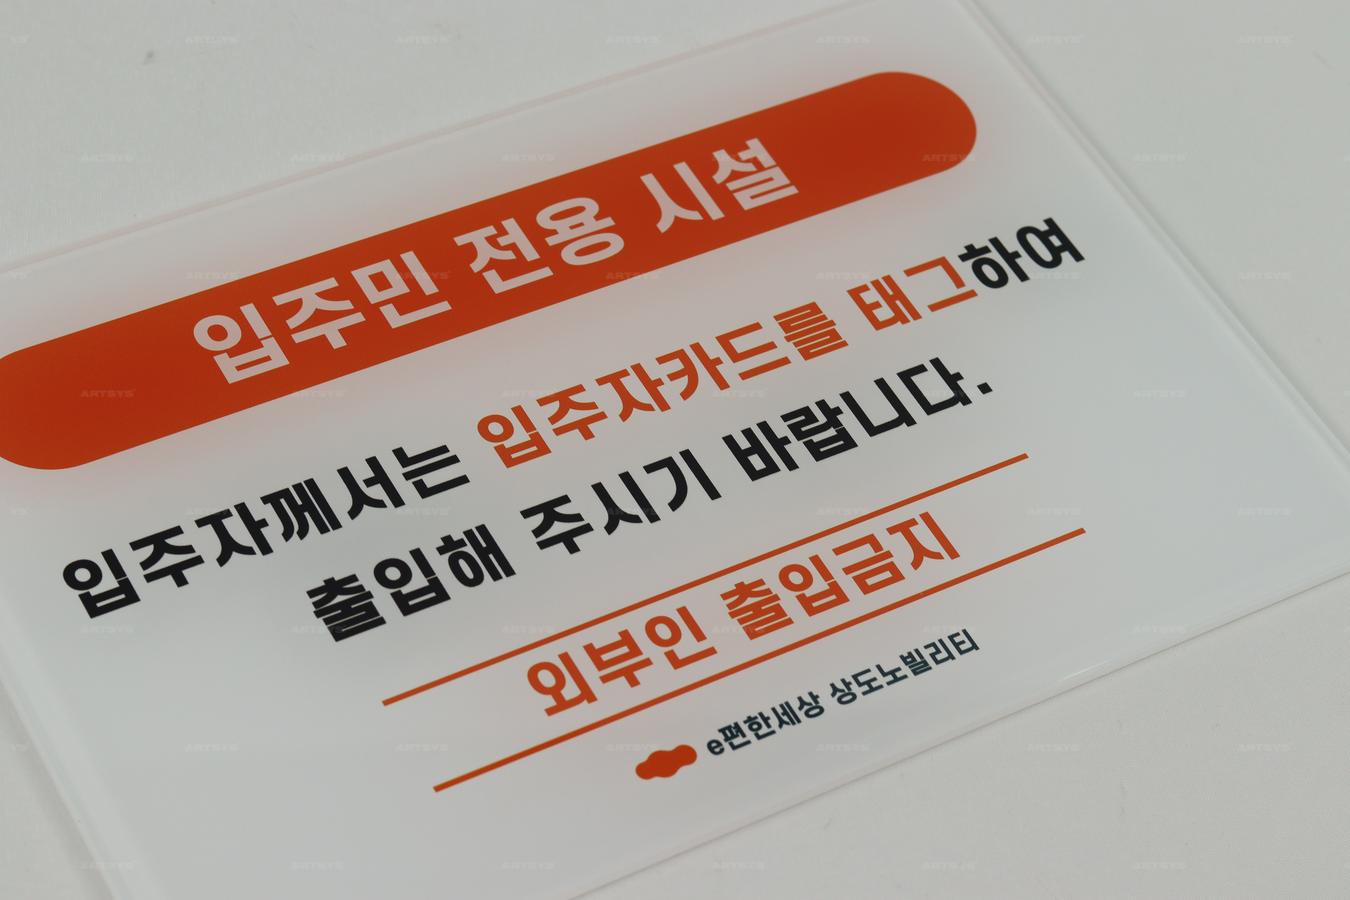 입주민 전용 시설
입주자께서는 입주자카드를 태그하여
출입해 주시기 바랍니다.
외부인 출입금지
e편한세상 상도노빌리티
ARTSYS